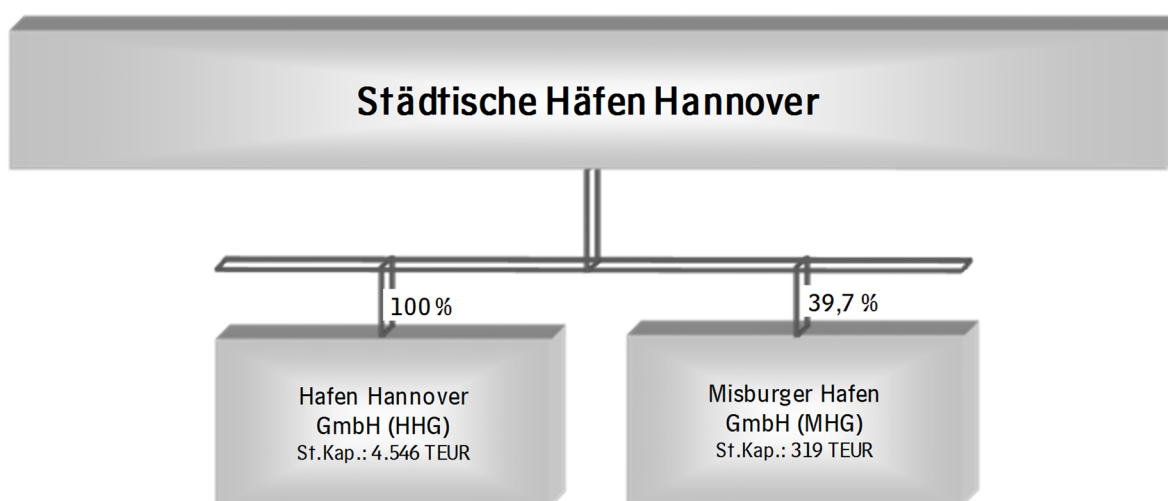 Städtische Häfen Hannover
100 %
39,7 %
Hafen Hannover
GmbH (HHG)
St.Kap.: 4.546 TEUR
Misburger Hafen
GmbH (MHG)
St.Kap.: 319 TEUR